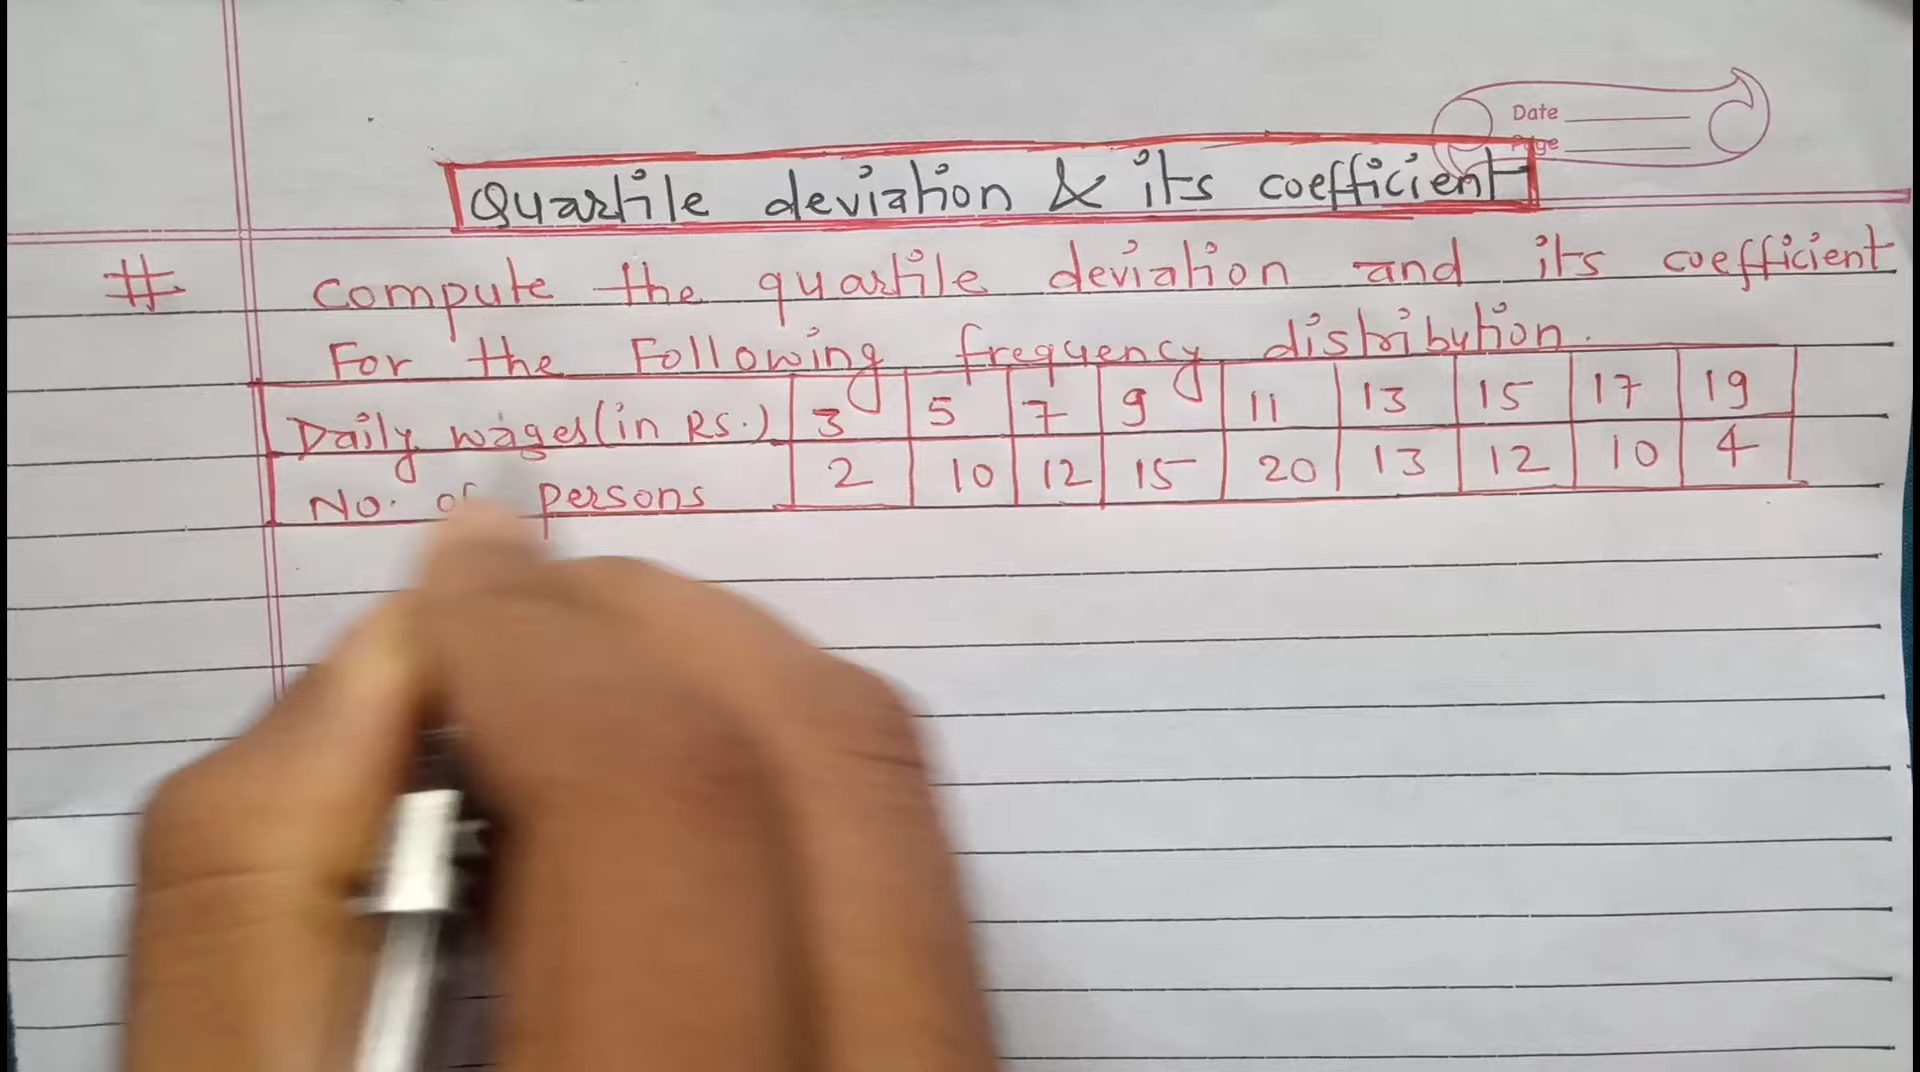 Date
Page
Quartile deviation & its coefficient
# compute the quartile deviation and its coefficient
For the Following frequency distribution.
Daily wages (in RS.) 3 5 7 9 11 13 15 17 19
No. of persons 2 10 12 15 20 13 12 10 4